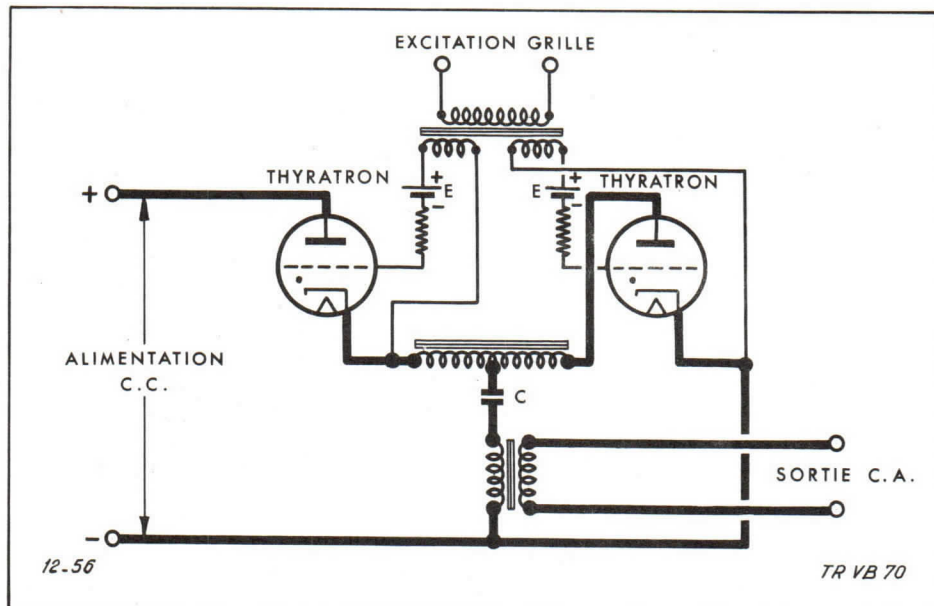 EXCITATION GRILLE
THYRATRON
+
E
-
+
E
-
THYRATRON
+
ALIMENTATION
C.C.
C
SORTIE C.A.
-
12-56
TR VB 70